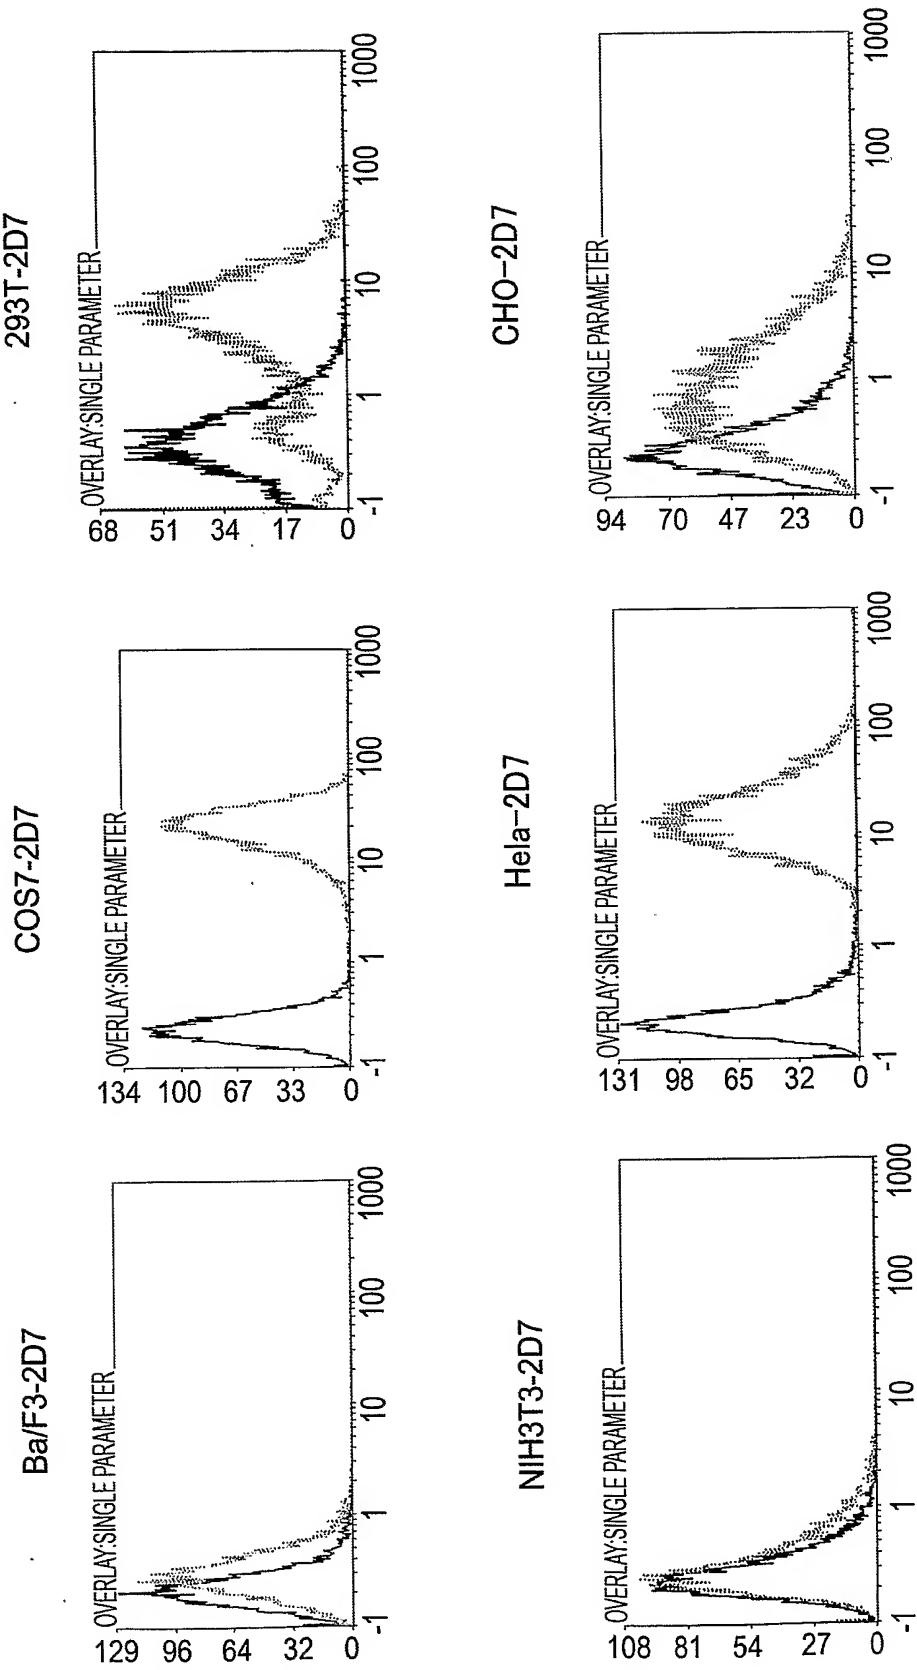 Ba/F3-2D7
OVERLAY:SINGLE PARAMETER
129
96
64
32
0
-1 1 10 100 1000
COS7-2D7
OVERLAY:SINGLE PARAMETER
134
100
67
33
0
-1 1 10 100 1000
293T-2D7
OVERLAY:SINGLE PARAMETER
68
51
34
17
0
-1 1 10 100 1000
NIH3T3-2D7
OVERLAY:SINGLE PARAMETER
108
81
54
27
0
-1 1 10 100 1000
Hela-2D7
OVERLAY:SINGLE PARAMETER
131
98
65
32
0
-1 1 10 100 1000
CHO-2D7
OVERLAY:SINGLE PARAMETER
94
70
47
23
0
-1 1 10 100 1000